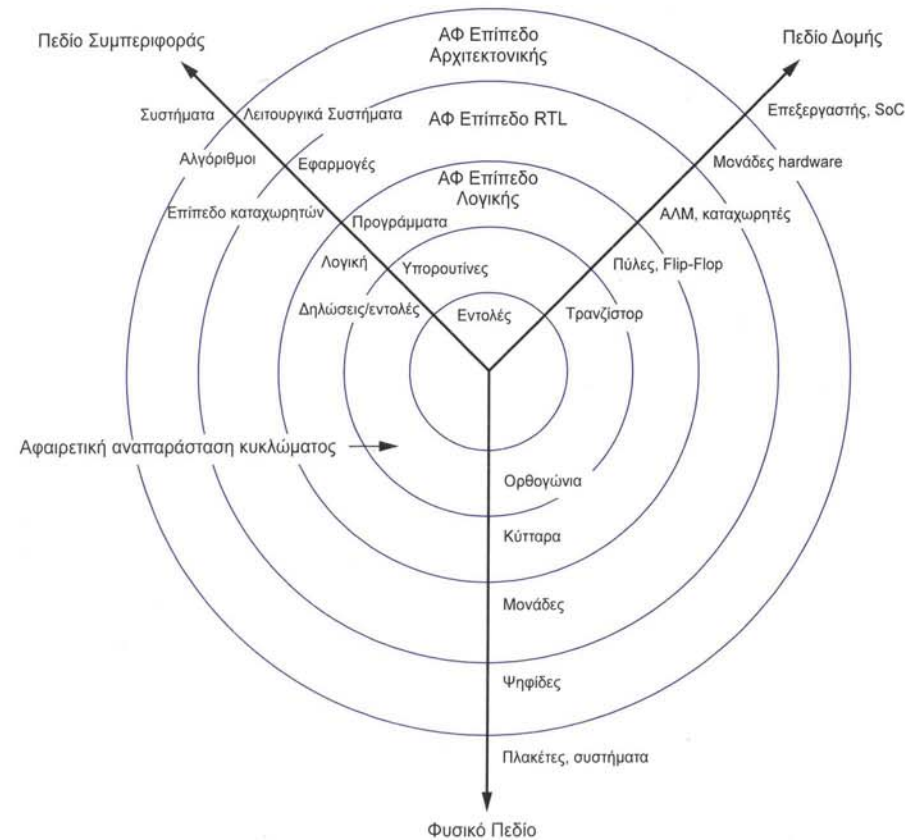 ΑΦ Επίπεδο
Αρχιτεκτονικής
Πεδίο Συμπεριφοράς
Πεδίο Δομής
Συστήματα
Λειτουργικά Συστήματα
ΑΦ Επίπεδο RTL
Επεξεργαστής, SoC
Αλγόριθμοι
Εφαρμογές
Μονάδες hardware
ΑΦ Επίπεδο
Λογικής
Επίπεδο καταχωρητών
Προγράμματα
ΑΛΜ, καταχωρητές
Λογική
Υπορουτίνες
Πύλες, Flip-Flop
Δηλώσεις/εντολές
Εντολές
Τρανζίστορ
Αφαιρετική αναπαράσταση κυκλώματος
Ορθογώνια
Κύτταρα
Μονάδες
Ψηφίδες
Πλακέτες, συστήματα
Φυσικό Πεδίο